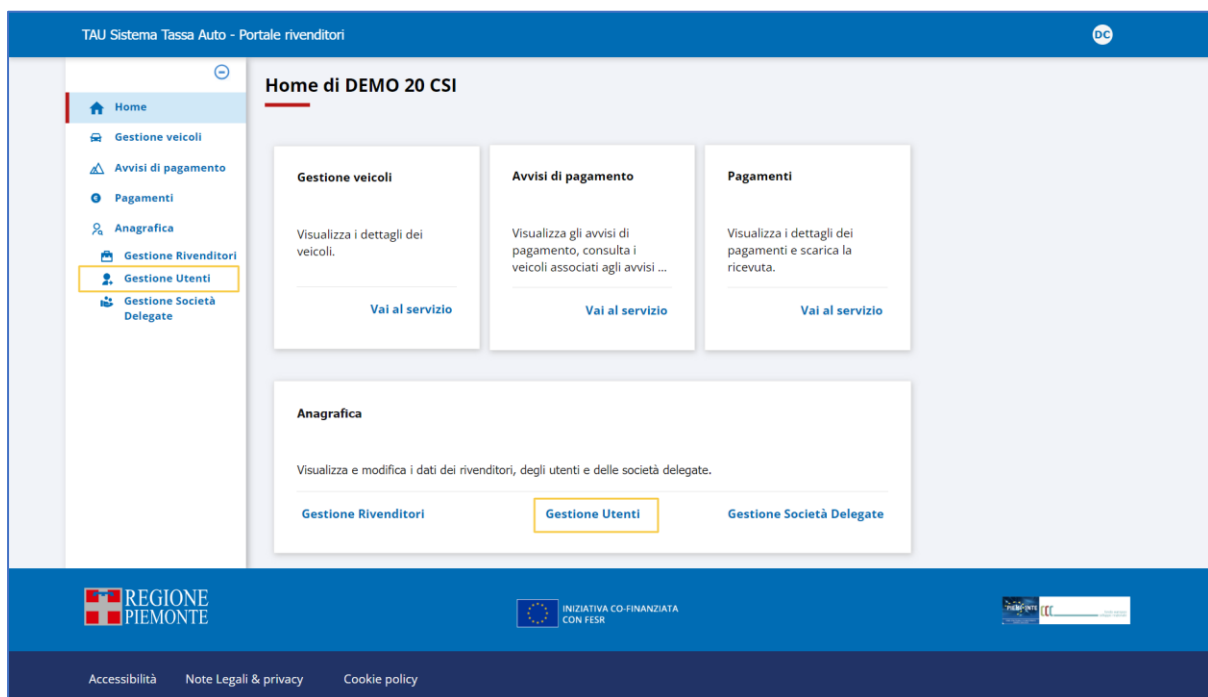 TAU Sistema Tassa Auto - Portale rivenditori
DC
Home
Gestione veicoli
Avvisi di pagamento
Pagamenti
Anagrafica
Gestione Rivenditori
Gestione Utenti
Gestione Società
Delegate
Home di DEMO 20 CSI
Gestione veicoli
Visualizza i dettagli dei
veicoli.
Vai al servizio
Avvisi di pagamento
Visualizza gli avvisi di
pagamento, consulta i
veicoli associati agli avvisi ...
Vai al servizio
Pagamenti
Visualizza i dettagli dei
pagamenti e scarica la
ricevuta.
Vai al servizio
Anagrafica
Visualizza e modifica i dati dei rivenditori, degli utenti e delle società delegate.
Gestione Rivenditori
Gestione Utenti
Gestione Società Delegate
REGIONE
PIEMONTE
INIZIATIVA CO-FINANZIATA
CON FESR
Accessibilità
Note Legali & privacy
Cookie policy